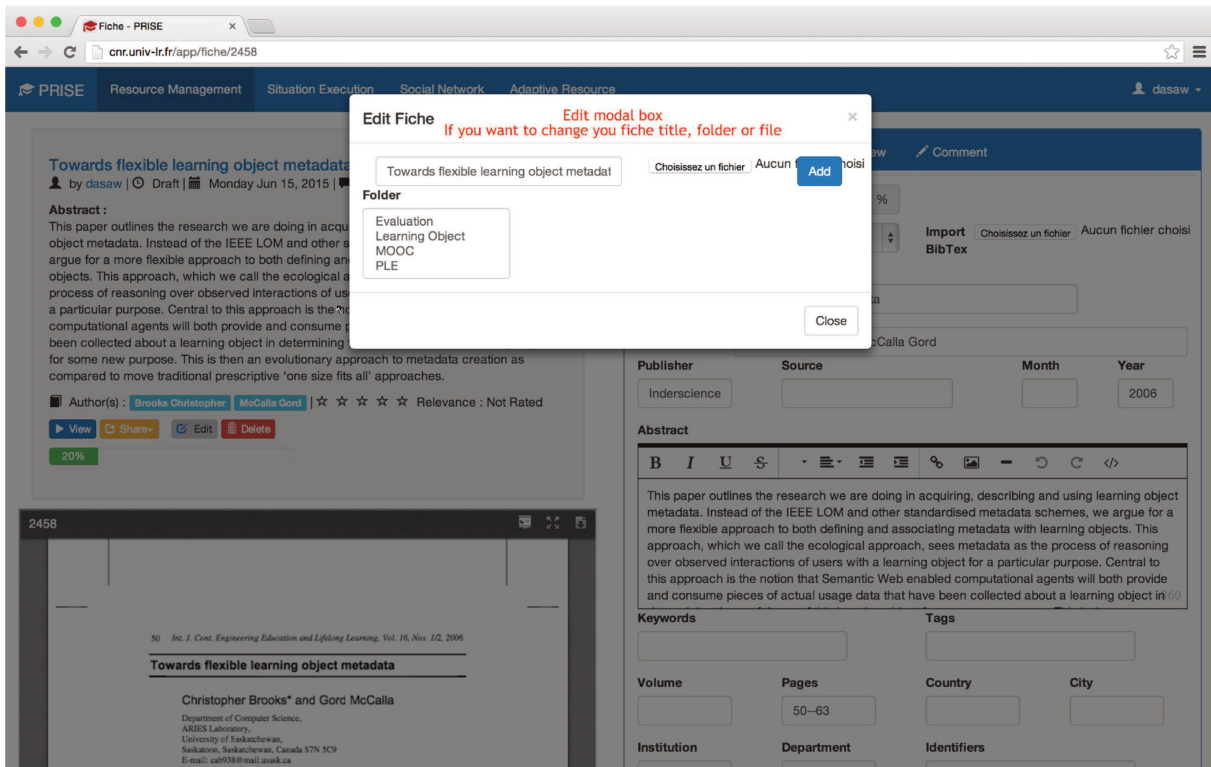 Fiche - PRISE ×
cnr.univ-lr.fr/app/fiche/2458
PRISE Resource Management Situation Execution Social Network Adaptive Resource dasaw
Edit Fiche
Edit modal box
If you want to change you fiche title, folder or file
×
Towards flexible learning object metadat
Choisissez un fichier Aucun
Add
Folder
Evaluation
Learning Object
MOOC
PLE
Close
Towards flexible learning object metadata
by dasaw | Draft | Monday Jun 15, 2015 |
Abstract :
This paper outlines the research we are doing in acqu
object metadata. Instead of the IEEE LOM and other s
argue for a more flexible approach to both defining an
objects. This approach, which we call the ecological a
process of reasoning over observed interactions of us
a particular purpose. Central to this approach is the
computational agents will both provide and consume p
been collected about a learning object in determining
for some new purpose. This is then an evolutionary approach to metadata creation as
compared to move traditional prescriptive 'one size fits all' approaches.
Author(s) : Brooks Christopher McCalla Gord | ☆ ☆ ☆ ☆ ☆ Relevance : Not Rated
View Share Edit Delete
20%
2458
50 Int. J. Cont. Engineering Education and Lifelong Learning, Vol. 16, Nos. 1/2, 2006
Towards flexible learning object metadata
Christopher Brooks* and Gord McCalla
Department of Computer Science,
ARIES Laboratory,
University of Saskatchewan,
Saskatoon, Saskatchewan, Canada S7N 5C9
E-mail: cab938@mail.usask.ca
ew Comment
%
Import BibTex Choisissez un fichier Aucun fichier choisi
ta
cCalla Gord
Publisher Source Month Year
Inderscience 2006
Abstract
B I U S </>
This paper outlines the research we are doing in acquiring, describing and using learning object
metadata. Instead of the IEEE LOM and other standardised metadata schemes, we argue for a
more flexible approach to both defining and associating metadata with learning objects. This
approach, which we call the ecological approach, sees metadata as the process of reasoning
over observed interactions of users with a learning object for a particular purpose. Central to
this approach is the notion that Semantic Web enabled computational agents will both provide
and consume pieces of actual usage data that have been collected about a learning object in
Keywords Tags
Volume Pages Country City
50--63
Institution Department Identifiers